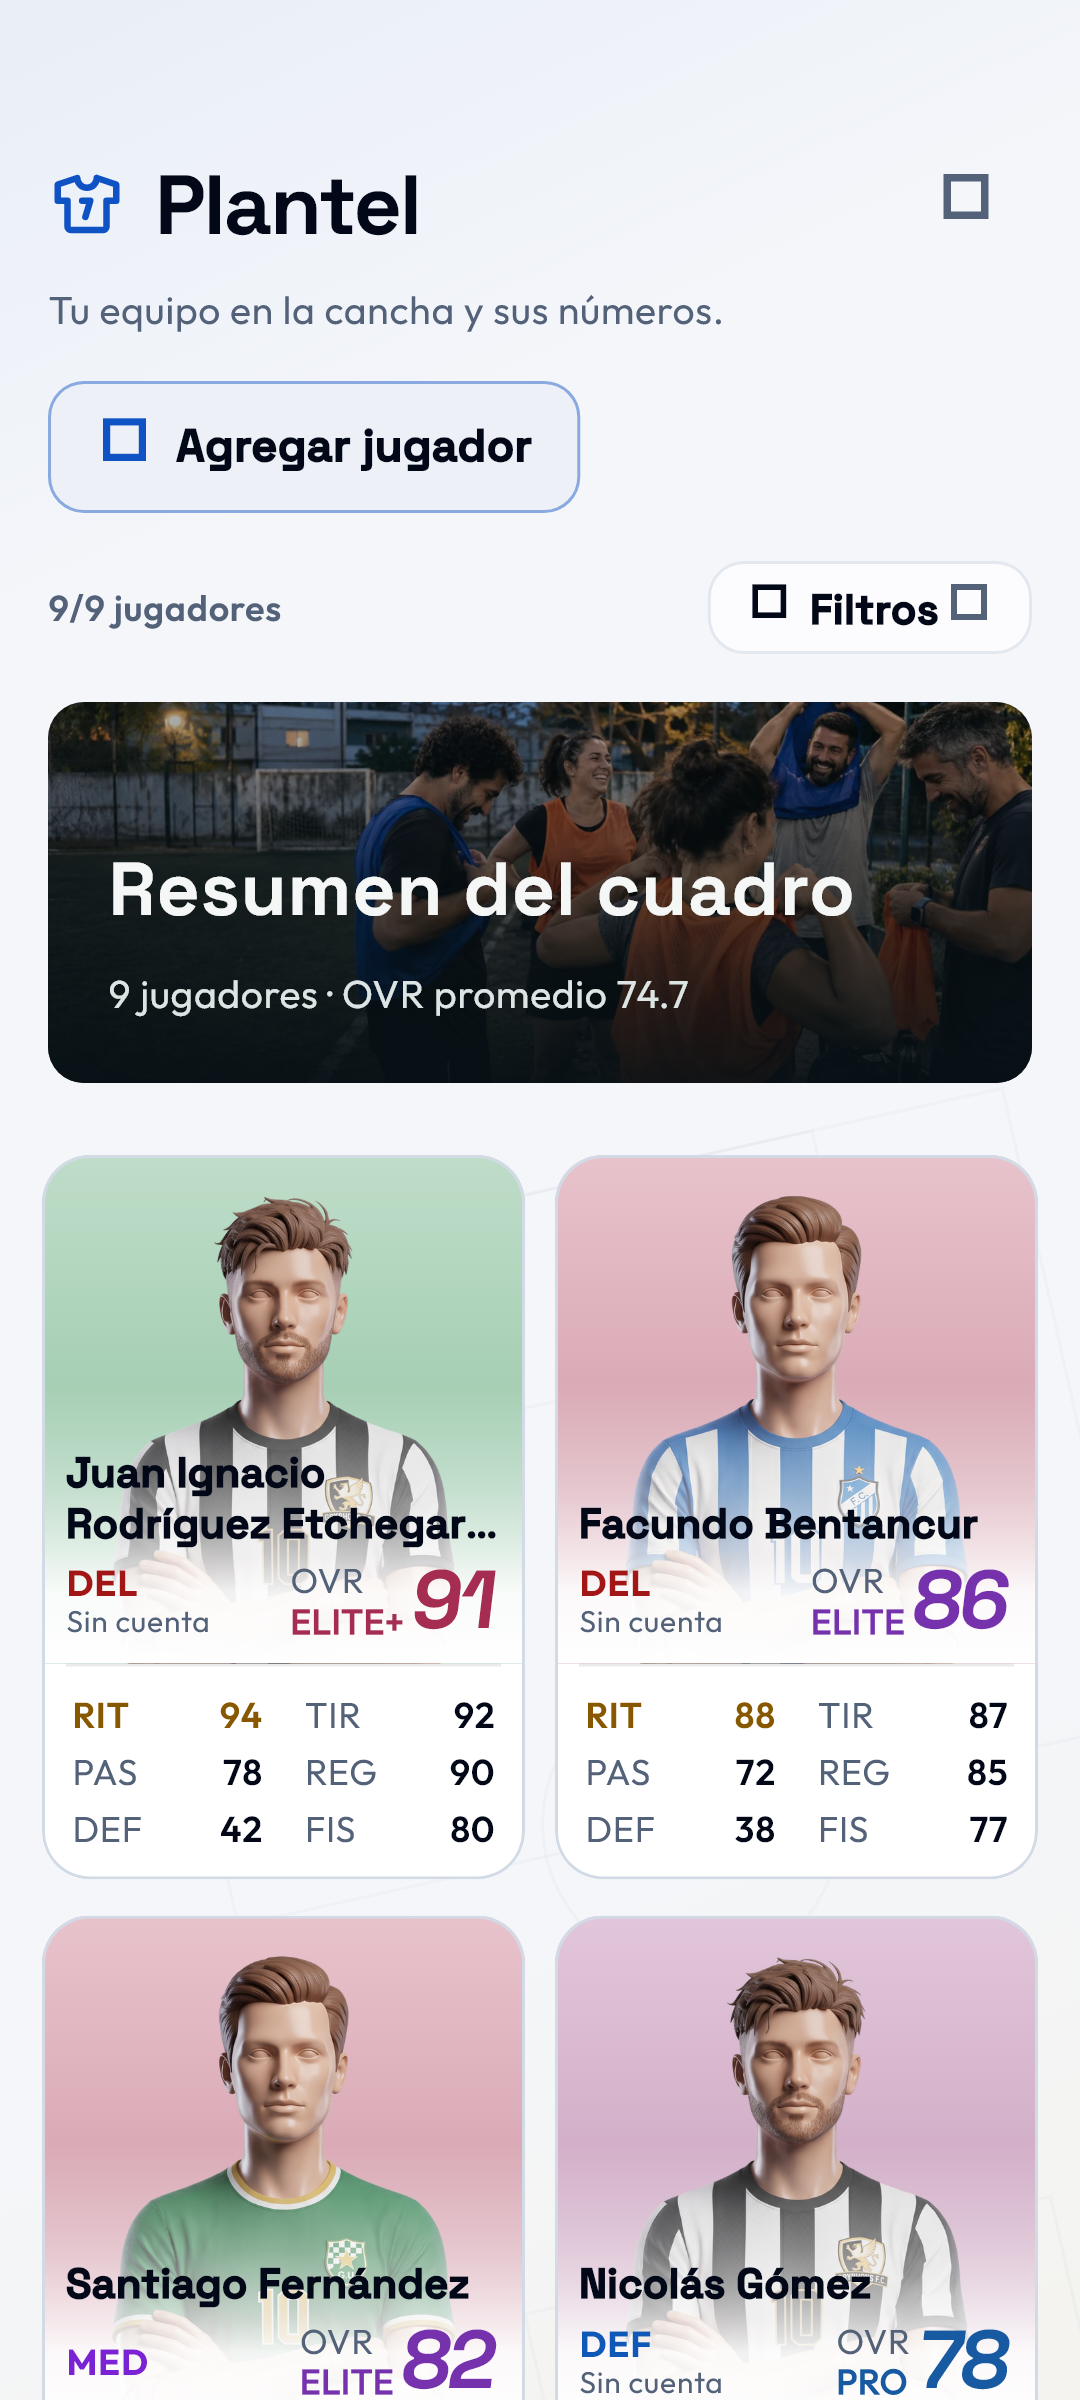 Plantel
Tu equipo en la cancha y sus números.
Agregar jugador
9/9 jugadores
Filtros
Resumen del cuadro
9 jugadores · OVR promedio 74.7
Juan Ignacio
Rodríguez Etchegar...
DEL
Sin cuenta
OVR
ELITE+
91
RIT 94 TIR 92
PAS 78 REG 90
DEF 42 FIS 80
Facundo Bentancur
DEL
Sin cuenta
OVR
ELITE
86
RIT 88 TIR 87
PAS 72 REG 85
DEF 38 FIS 77
Santiago Fernández
MED
OVR
ELITE
82
Nicolás Gómez
DEF
Sin cuenta
OVR
PRO
78